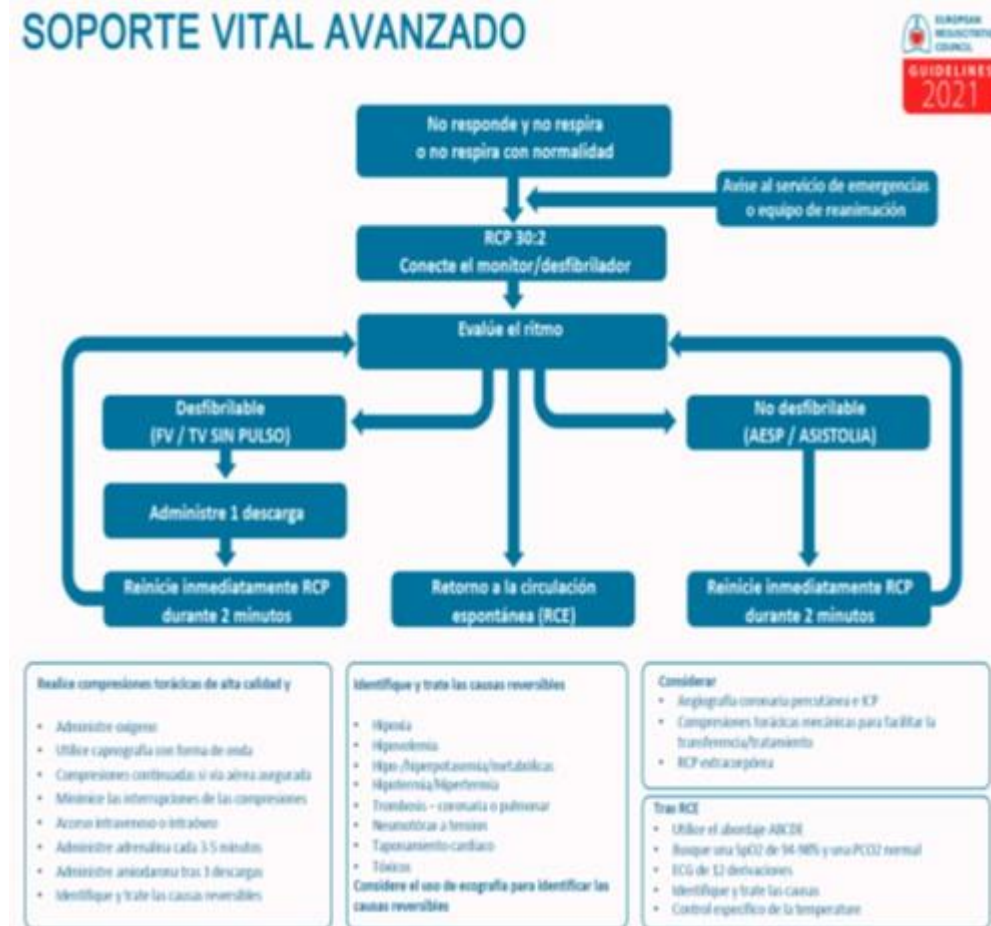 SOPORTE VITAL AVANZADO
EUROPEAN
RESUSCITATION
COUNCIL
GUIDELINES
2021
No responde y no respira
o no respira con normalidad
Avise al servicio de emergencias
o equipo de reanimación
RCP 30:2
Conecte el monitor/desfibrilador
Evalúe el ritmo
Desfibrilable
(FV / TV SIN PULSO)
No desfibrilable
(AESP / ASISTOLIA)
Administre 1 descarga
Reinicie inmediatamente RCP
durante 2 minutos
Retorno a la circulación
espontánea (RCE)
Reinicie inmediatamente RCP
durante 2 minutos
Realice compresiones torácicas de alta calidad y
• Administre oxígeno
• Utilice capnografía con forma de onda
• Compresiones continuadas si vía aérea asegurada
• Minimice las interrupciones de las compresiones
• Acceso intravenoso o intraóseo
• Administre adrenalina cada 3-5 minutos
• Administre amiodarona tras 3 descargas
• Identifique y trate las causas reversibles
Identifique y trate las causas reversibles
• Hipoxia
• Hipovolemia
• Hipo-/hiperpotasemia/metabólicas
• Hipotermia/hipertermia
• Trombosis – coronaria o pulmonar
• Neumotórax a tension
• Taponamiento cardiaco
• Tóxicos
Considere el uso de ecografía para identificar las
causas reversibles
Considerar
• Angiografía coronaria percutánea e ICP
• Compresiones torácicas mecánicas para facilitar la
transferencia/tratamiento
• RCP extracorpórea
Tras RCE
• Utilice el abordaje ABCDE
• Busque una SpO2 de 94-98% y una PCO2 normal
• ECG de 12 derivaciones
• Identifique y trate las causas
• Control específico de la temperature